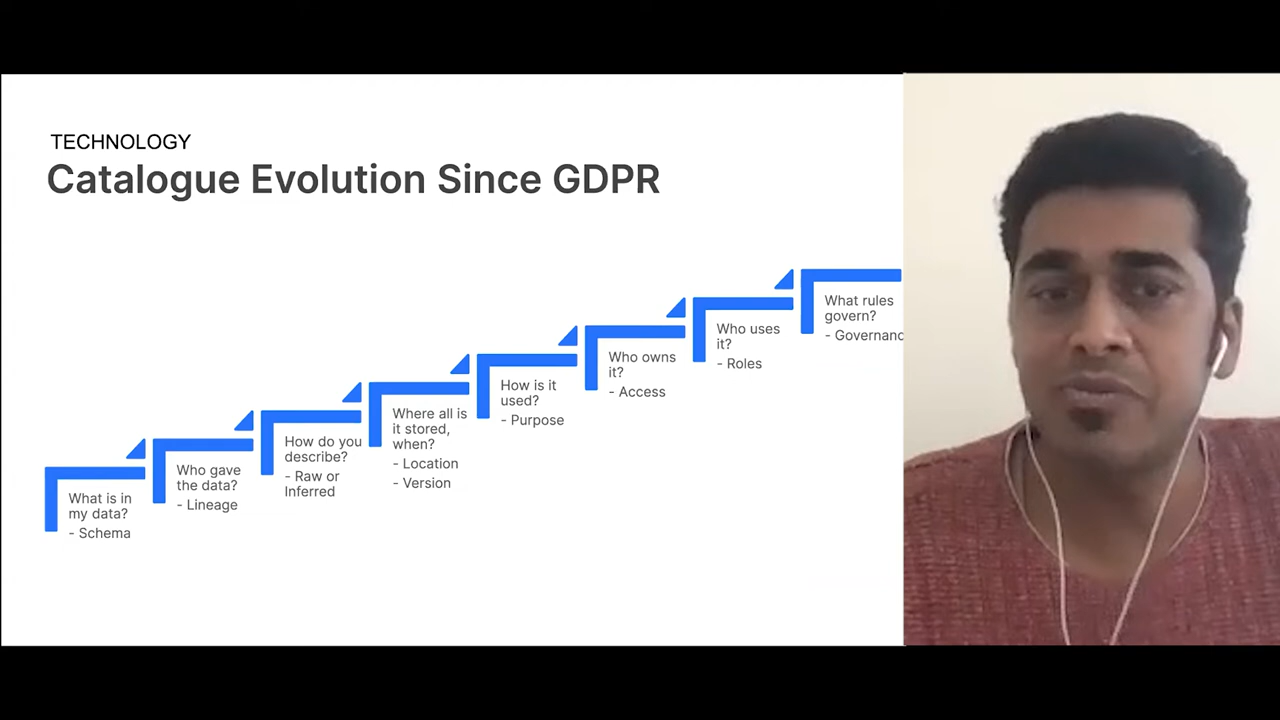 TECHNOLOGY
Catalogue Evolution Since GDPR
What is in
my data?
- Schema
Who gave
the data?
- Lineage
How do you
describe?
- Raw or
Inferred
Where all is
it stored,
when?
- Location
- Version
How is it
used?
- Purpose
Who owns
it?
- Access
Who uses
it?
- Roles
What rules
govern?
- Governanc